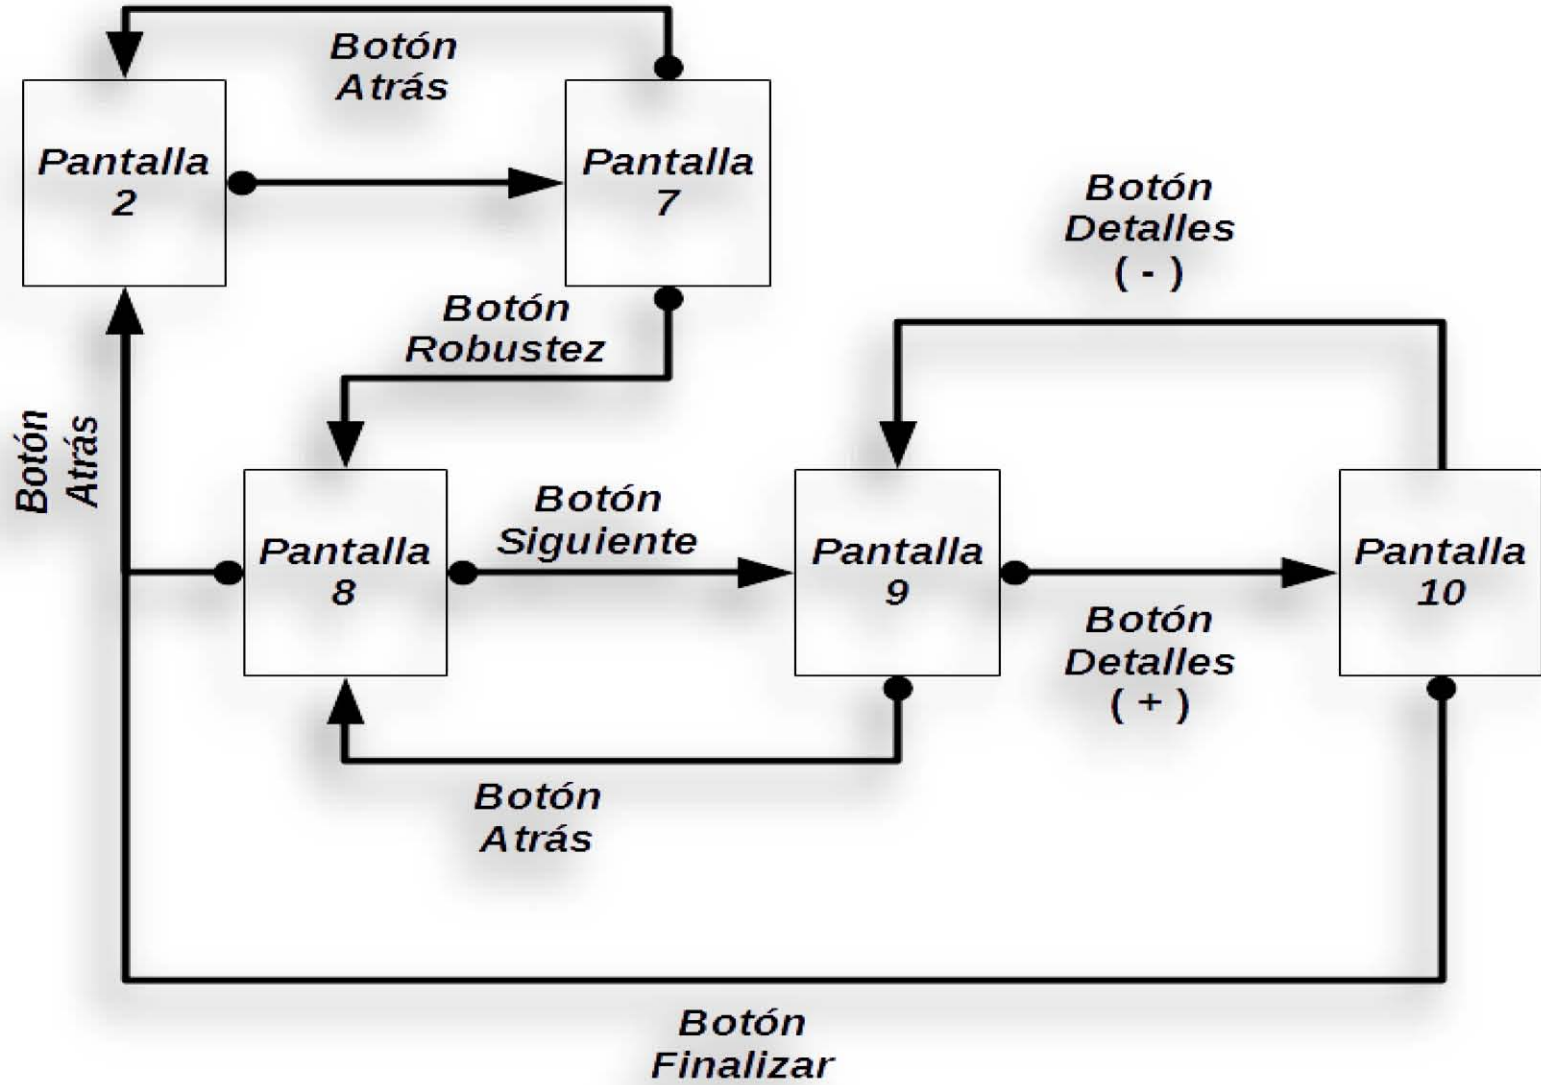 Botón
Atrás
Pantalla
2
Pantalla
7
Botón
Detalles
( - )
Botón
Robustez
Botón
Atrás
Botón
Siguiente
Pantalla
8
Pantalla
9
Pantalla
10
Botón
Detalles
( + )
Botón
Atrás
Botón
Finalizar